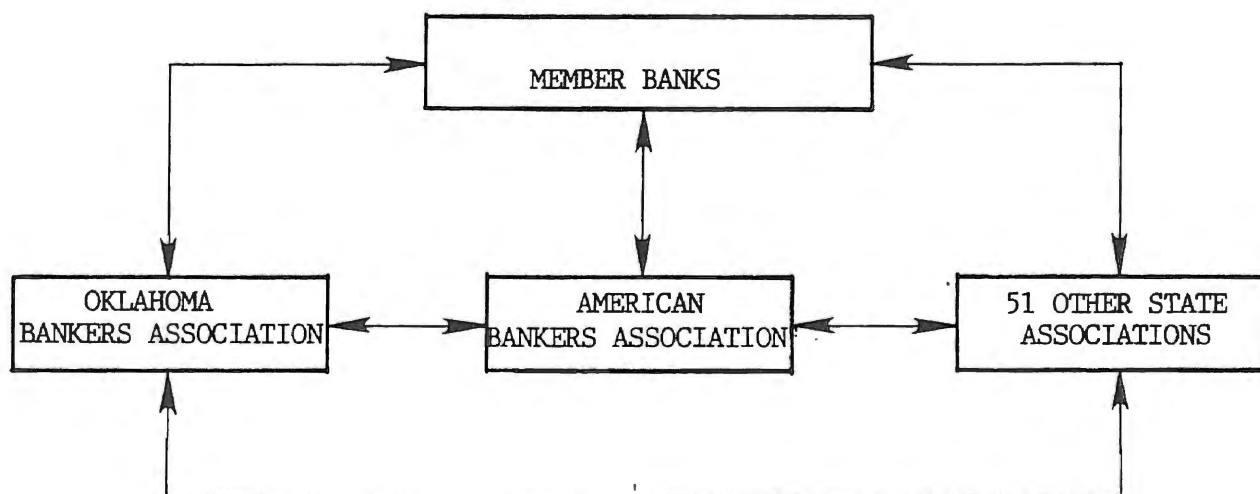 MEMBER BANKS
OKLAHOMA
BANKERS ASSOCIATION
AMERICAN
BANKERS ASSOCIATION
51 OTHER STATE
ASSOCIATIONS